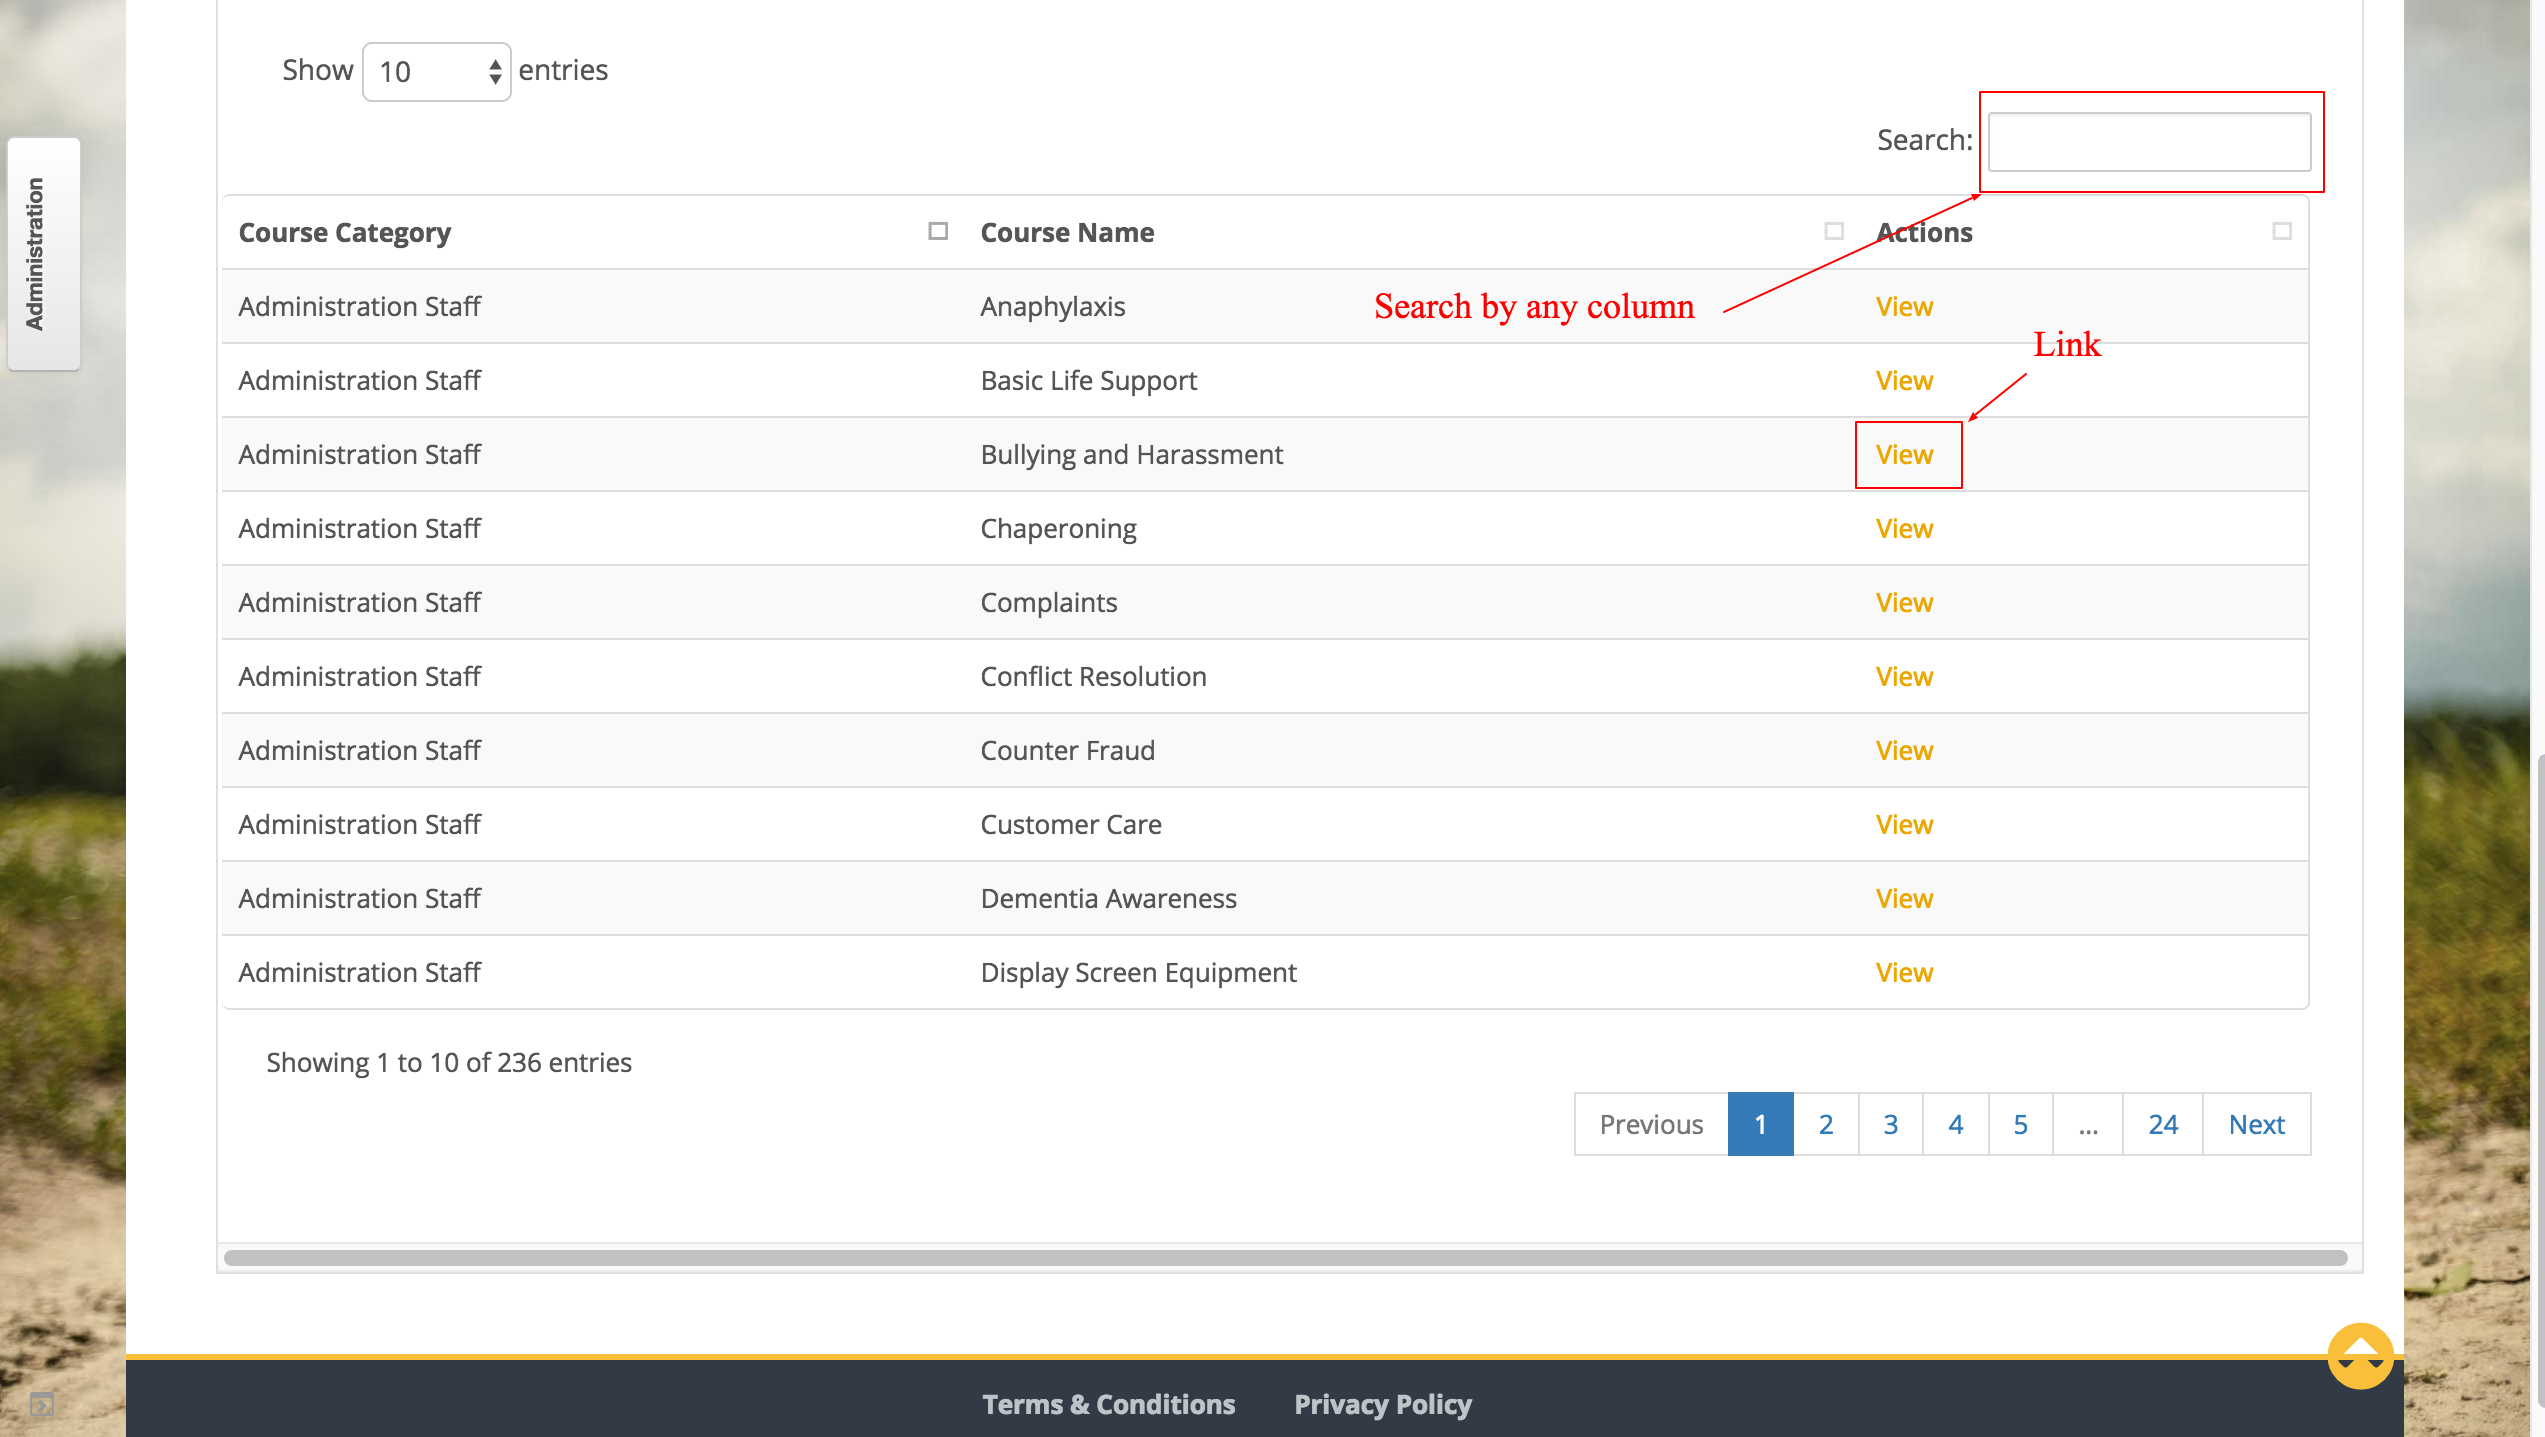 Show 10 entries
Search:
Administration
Course Category Course Name Actions
Administration Staff Anaphylaxis Search by any column View
Link
Administration Staff Basic Life Support View
Administration Staff Bullying and Harassment View
Administration Staff Chaperoning View
Administration Staff Complaints View
Administration Staff Conflict Resolution View
Administration Staff Counter Fraud View
Administration Staff Customer Care View
Administration Staff Dementia Awareness View
Administration Staff Display Screen Equipment View
Showing 1 to 10 of 236 entries
Previous 1 2 3 4 5 ... 24 Next
Terms & Conditions Privacy Policy